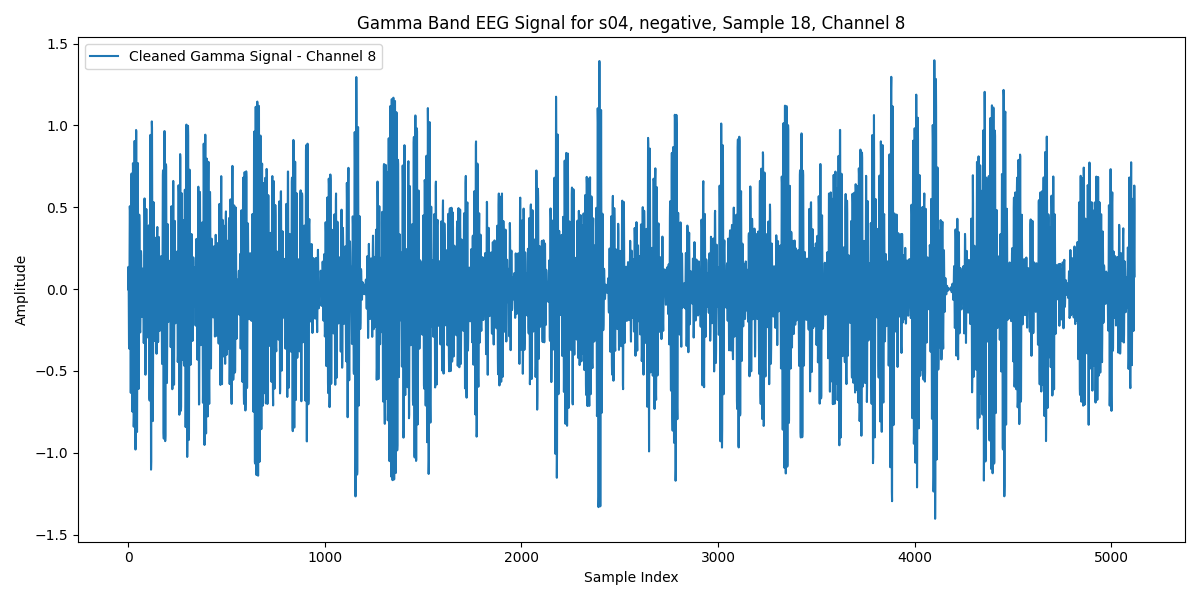 Gamma Band EEG Signal for s04, negative, Sample 18, Channel 8
Cleaned Gamma Signal - Channel 8
Amplitude
1.5
1.0
0.5
0.0
−0.5
−1.0
−1.5
0 1000 2000 3000 4000 5000
Sample Index